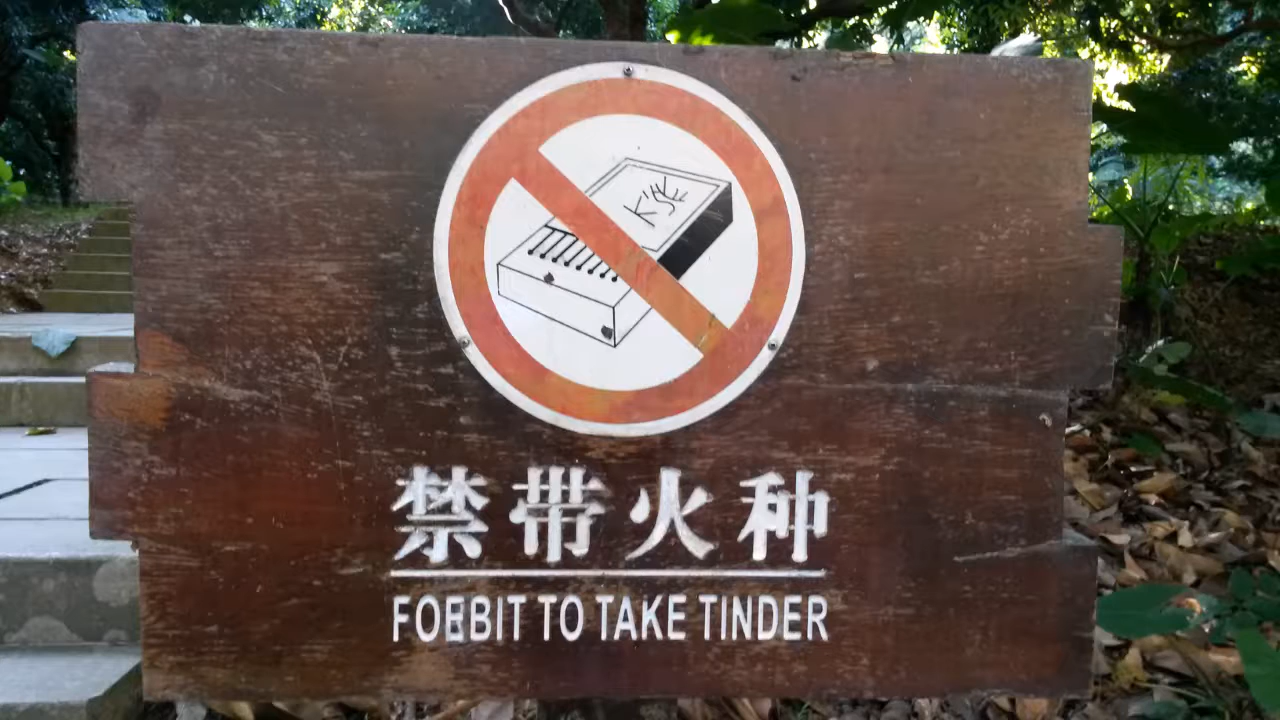 禁带火种
FOBBIT TO TAKE TINDER